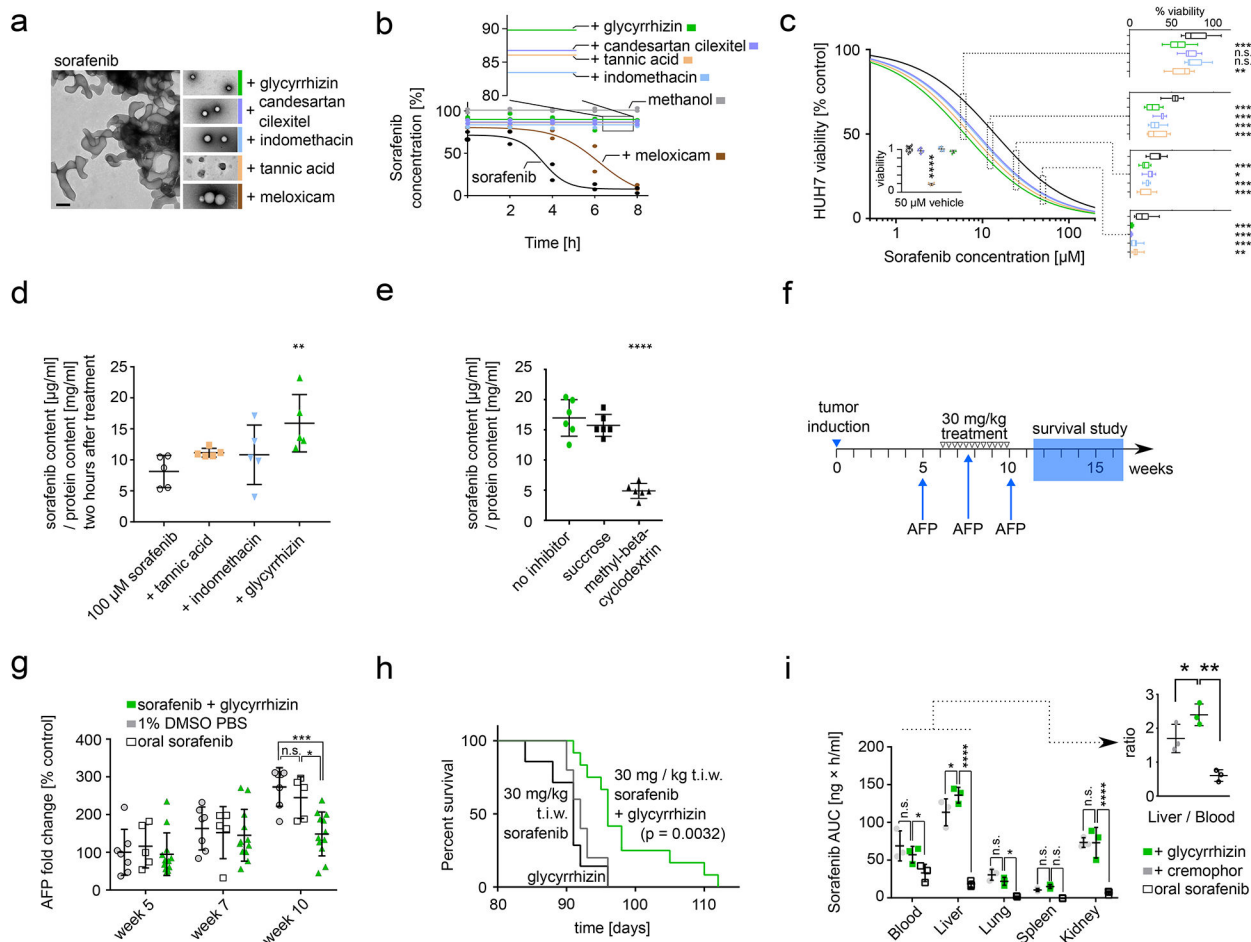 a
sorafenib
+ glycyrrhizin
+ candesartan
cilexitel
+ indomethacin
+ tannic acid
+ meloxicam
b
Sorafenib
concentration [%]
90
85
80
100
50
0
+ glycyrrhizin
+ candesartan cilexitel
+ tannic acid
+ indomethacin
methanol
+ meloxicam
sorafenib
2
4
6
8
Time [h]
c
% viability
0
50
100
HUH7 viability [% control]
100
50
0
viability
1
0
****
50 µM vehicle
1
10
100
Sorafenib concentration [µM]
***
n.s.
n.s.
**
***
***
***
***
***
*
***
***
***
***
***
**
d
sorafenib content [µg/ml]
/ protein content [mg/ml]
two hours after treatment
25
20
15
10
5
0
**
100 µM sorafenib
+ tannic acid
+ indomethacin
+ glycyrrhizin
e
sorafenib content [µg/ml]
/ protein content [mg/ml]
25
20
15
10
5
0
****
no inhibitor
succrose
methyl-beta-
cyclodextrin
f
tumor
induction
30 mg/kg
treatment
survival study
0
5
10
15
weeks
AFP
AFP
AFP
g
AFP fold change [% control]
sorafenib + glycyrrhizin
1% DMSO PBS
oral sorafenib
400
300
200
100
0
***
n.s.
*
week 5
week 7
week 10
h
Percent survival
100
50
0
30 mg/kg
t.i.w.
sorafenib
glycyrrhizin
30 mg / kg t.i.w.
sorafenib
+ glycyrrhizin
(p = 0.0032)
80
90
100
110
time [days]
i
Sorafenib AUC [ng × h/ml]
200
150
100
50
0
n.s.
*
*
****
n.s.
*
n.s.
n.s.
n.s.
****
Blood
Liver
Lung
Spleen
Kidney
ratio
3
2
1
0
*
**
Liver / Blood
+ glycyrrhizin
+ cremophor
oral sorafenib